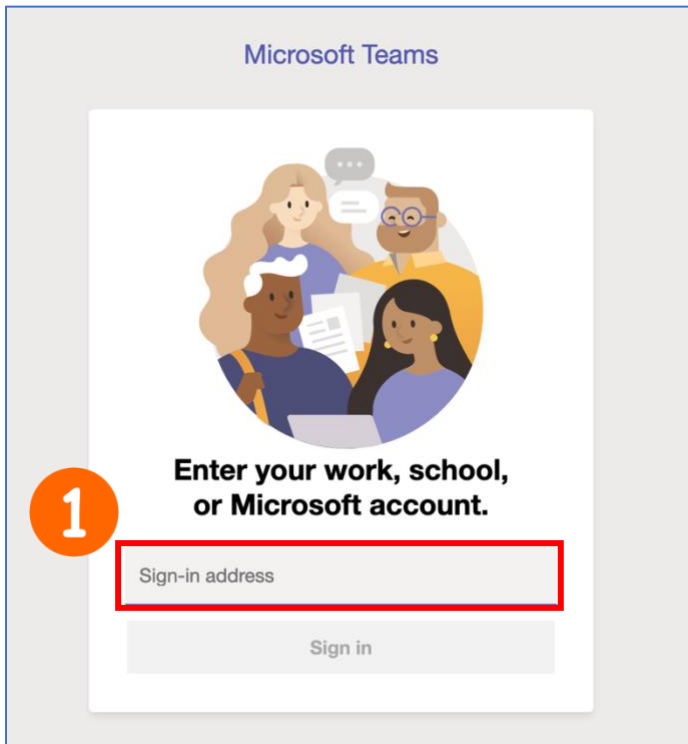 Microsoft Teams
Enter your work, school,
or Microsoft account.
1
Sign-in address
Sign in